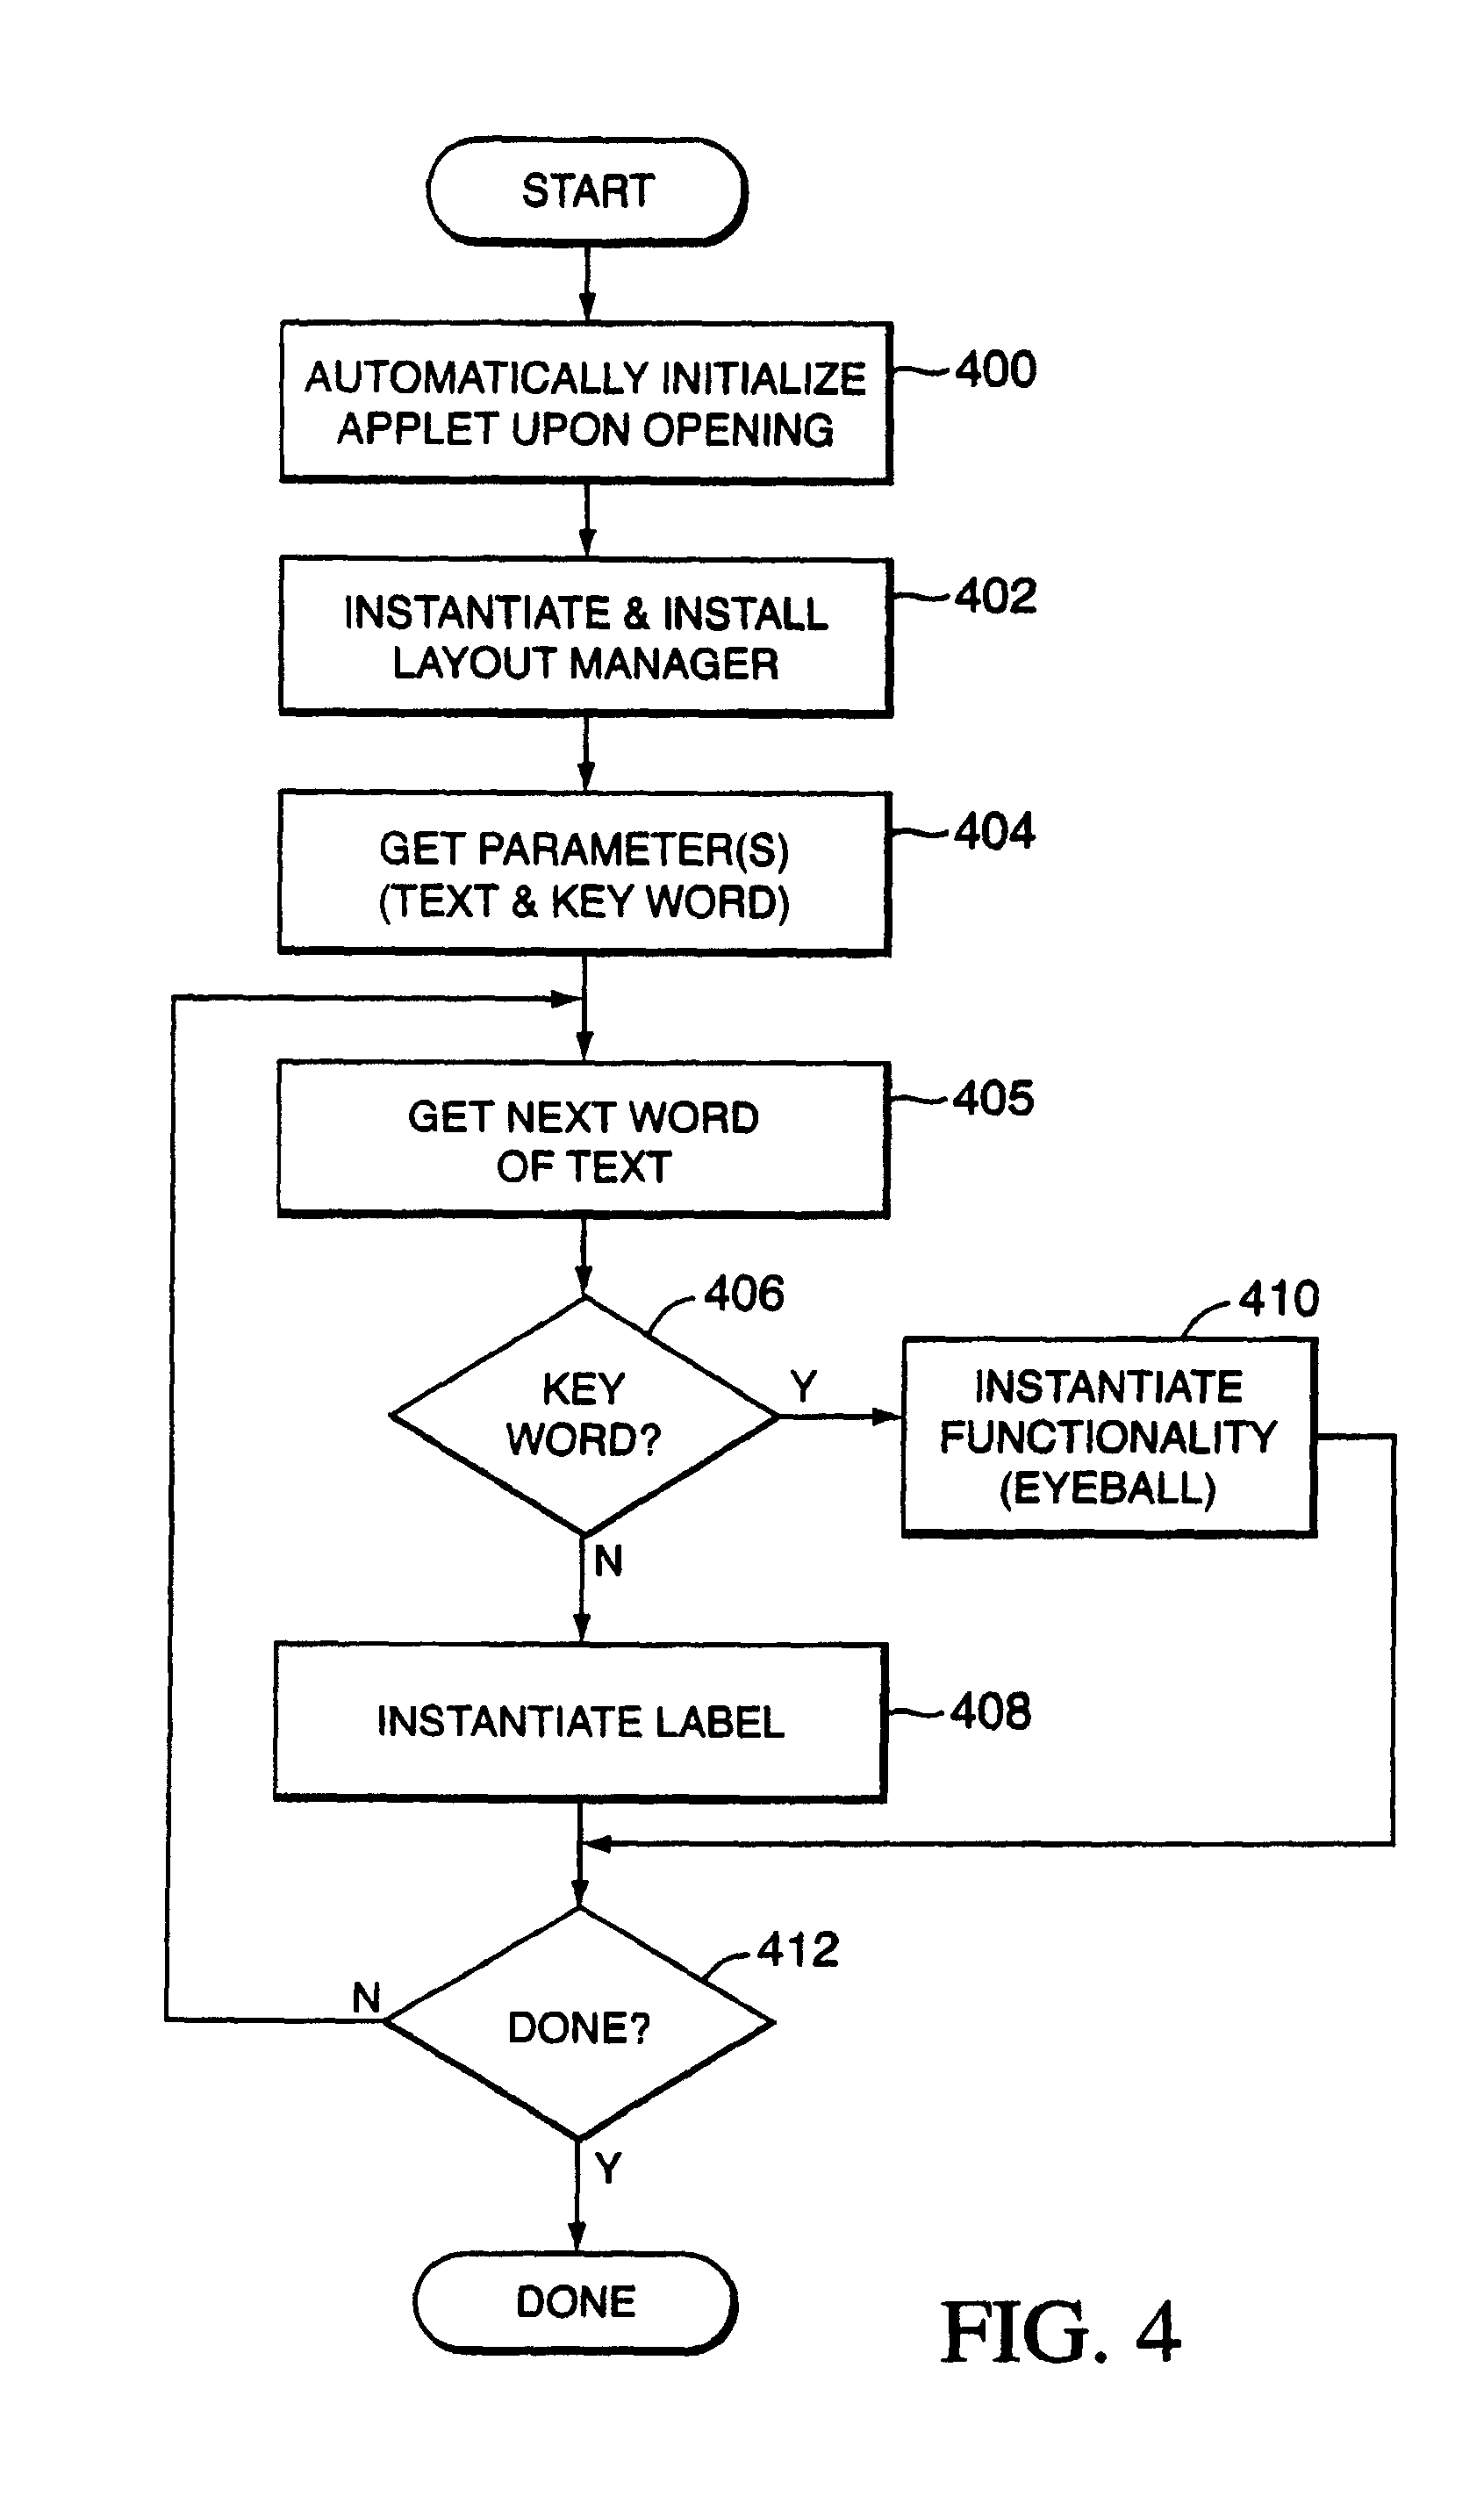 START
AUTOMATICALLY INITIALIZE
APPLET UPON OPENING
400
INSTANTIATE & INSTALL
LAYOUT MANAGER
402
GET PARAMETER(S)
(TEXT & KEY WORD)
404
GET NEXT WORD
OF TEXT
405
406
KEY
WORD?
Y
N
410
INSTANTIATE
FUNCTIONALITY
(EYEBALL)
INSTANTIATE LABEL
408
412
DONE?
N
Y
DONE
FIG. 4